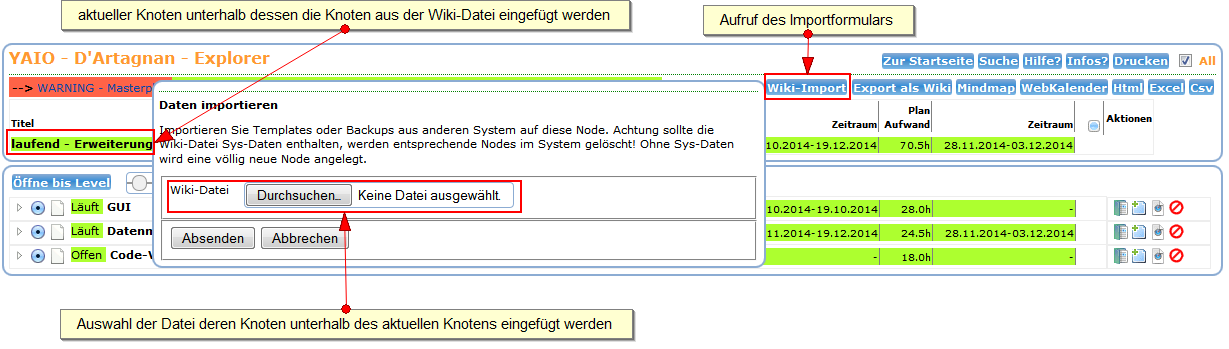 aktueller Knoten unterhalb dessen die Knoten aus der Wiki-Datei eingefügt werden
Aufruf des Importformulars
YAIO - D'Artagnan - Explorer
Zur Startseite Suche Hilfe? Infos? Drucken All
--> WARNING - Masterp
Wiki-Import Export als Wiki Mindmap WebKalender Html Excel Csv
Daten importieren
Titel
Zeitraum Plan Aufwand Zeitraum Aktionen
Importieren Sie Templates oder Backups aus anderen System auf diese Node. Achtung sollte die
Wiki-Datei Sys-Daten enthalten, werden entsprechende Nodes im System gelöscht! Ohne Sys-Daten
wird eine völlig neue Node angelegt.
laufend - Erweiterung
10.2014-19.12.2014 70.5h 28.11.2014-03.12.2014
Öffne bis Level
Wiki-Datei Durchsuchen... Keine Datei ausgewählt.
Läuft GUI
10.2014-19.10.2014 28.0h -
Läuft Datenn
11.2014-19.12.2014 24.5h 28.11.2014-03.12.2014
Absenden Abbrechen
Offen Code-V
- 18.0h -
Auswahl der Datei deren Knoten unterhalb des aktuellen Knotens eingefügt werden